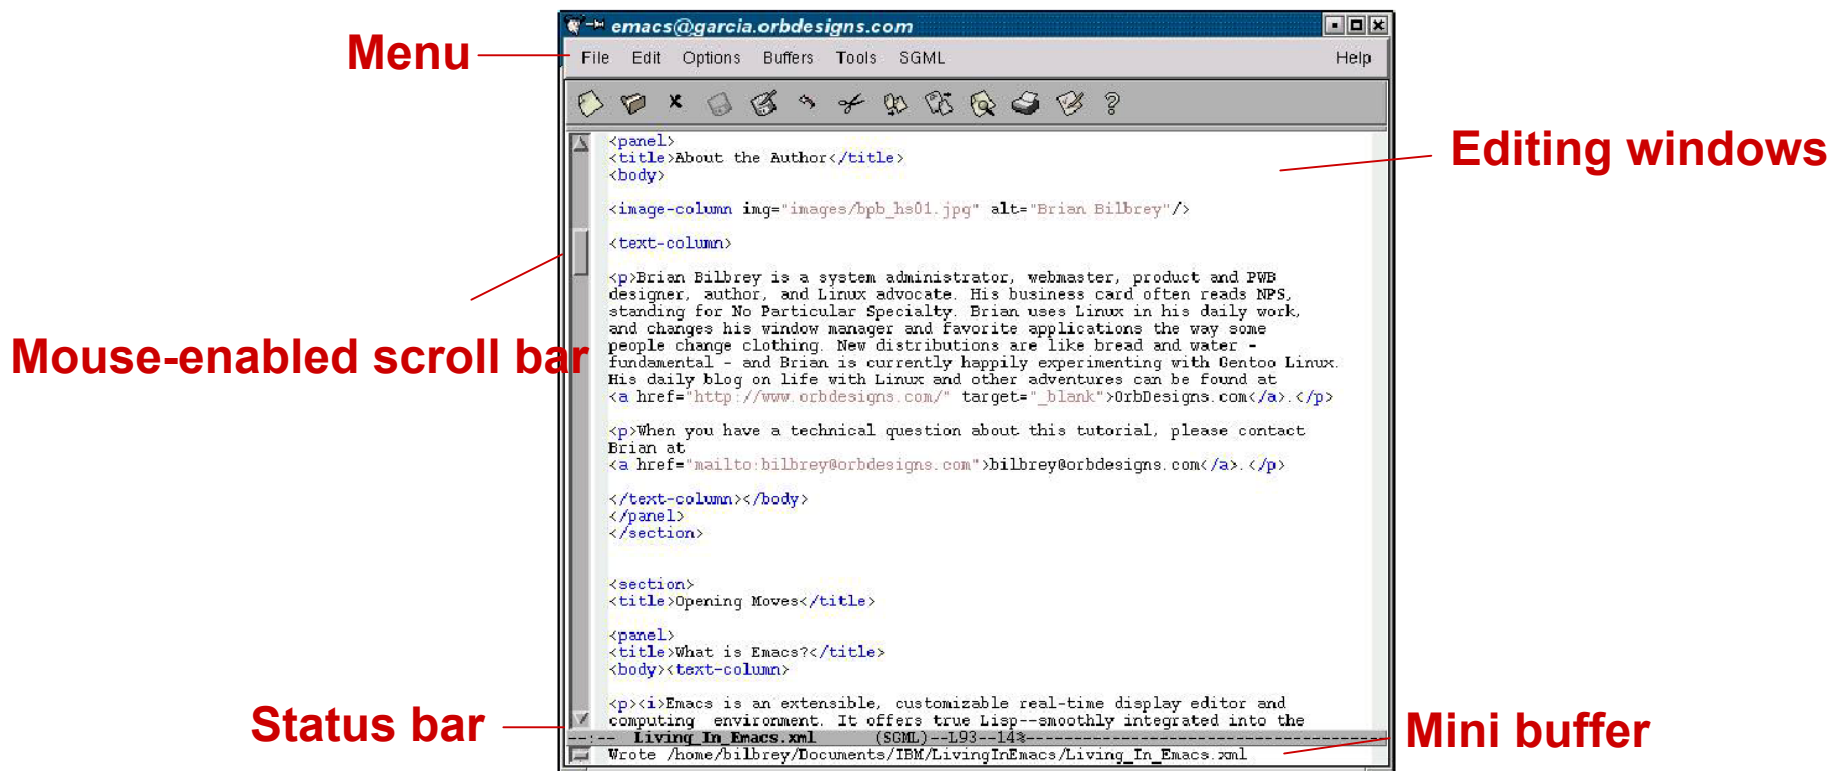 emacs@garcia.orbdesigns.com
Menu
File Edit Options Buffers Tools SGML Help
Editing windows
<panel>
<title>About the Author</title>
<body>
<image-column img="images/bpb_hs01.jpg" alt="Brian Bilbrey"/>
<text-column>
<p>Brian Bilbrey is a system administrator, webmaster, product and PWB
designer, author, and Linux advocate. His business card often reads NPS,
standing for No Particular Specialty. Brian uses Linux in his daily work,
and changes his window manager and favorite applications the way some
people change clothing. New distributions are like bread and water -
fundamental - and Brian is currently happily experimenting with Gentoo Linux.
His daily blog on life with Linux and other adventures can be found at
<a href="http://www.orbdesigns.com/" target="_blank">OrbDesigns.com</a>.</p>
Mouse-enabled scroll bar
<p>When you have a technical question about this tutorial, please contact
Brian at
<a href="mailto:bilbrey@orbdesigns.com">bilbrey@orbdesigns.com</a>.</p>
</text-column></body>
</panel>
</section>
<section>
<title>Opening Moves</title>
<panel>
<title>What is Emacs?</title>
<body><text-column>
<p><i>Emacs is an extensible, customizable real-time display editor and
computing environment. It offers true Lisp--smoothly integrated into the
Status bar
--:-- Living_In_Emacs.xml (SGML)--L93--14%----------------------------------------
Mini buffer
Wrote /home/bilbrey/Documents/IBM/LivingInEmacs/Living_In_Emacs.xml